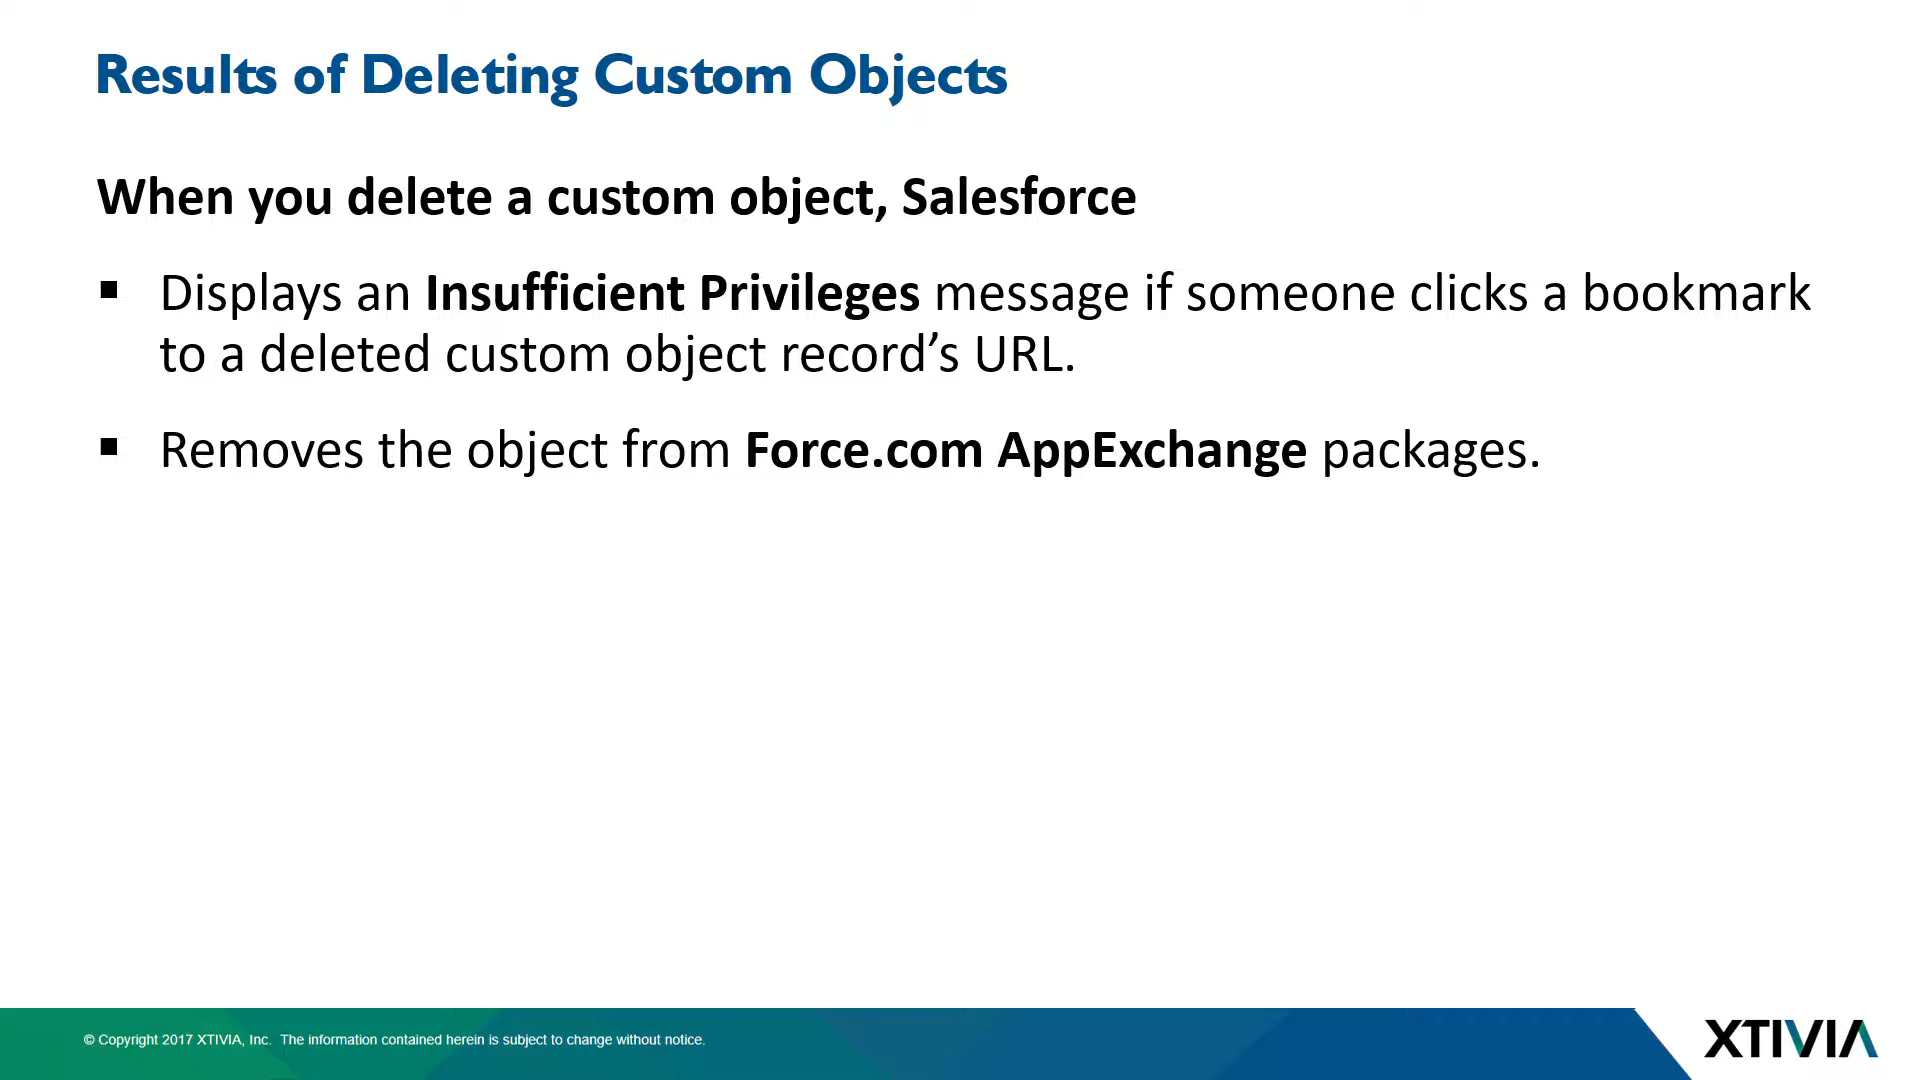 Results of Deleting Custom Objects
When you delete a custom object, Salesforce
▪ Displays an Insufficient Privileges message if someone clicks a bookmark
to a deleted custom object record’s URL.
▪ Removes the object from Force.com AppExchange packages.
© Copyright 2017 XTIVIA, Inc. The information contained herein is subject to change without notice.
XTIVIA